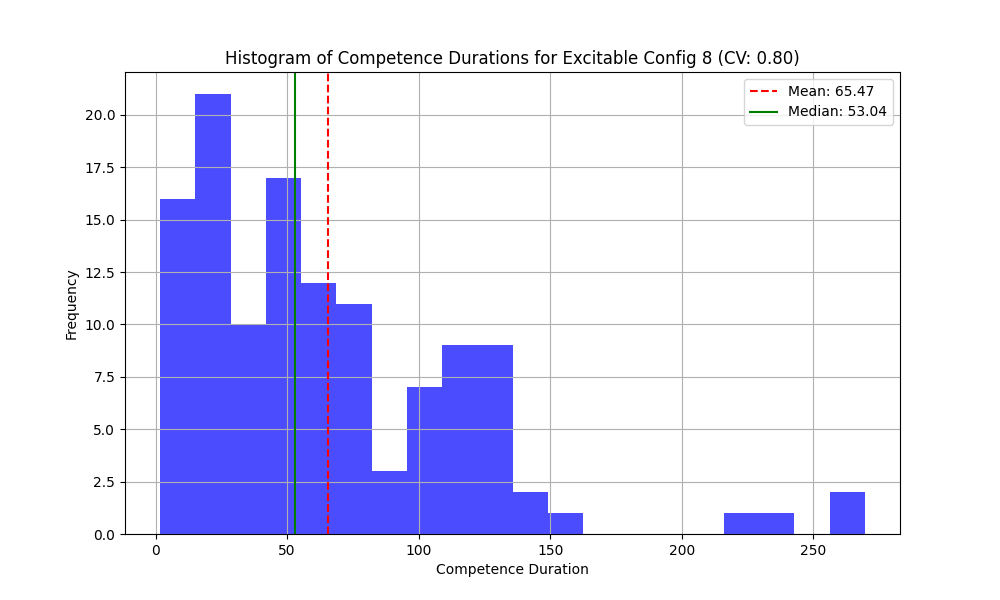 Histogram of Competence Durations for Excitable Config 8 (CV: 0.80)
Mean: 65.47
Median: 53.04
20.0
17.5
15.0
12.5
10.0
7.5
5.0
2.5
0.0
Frequency
0 50 100 150 200 250
Competence Duration